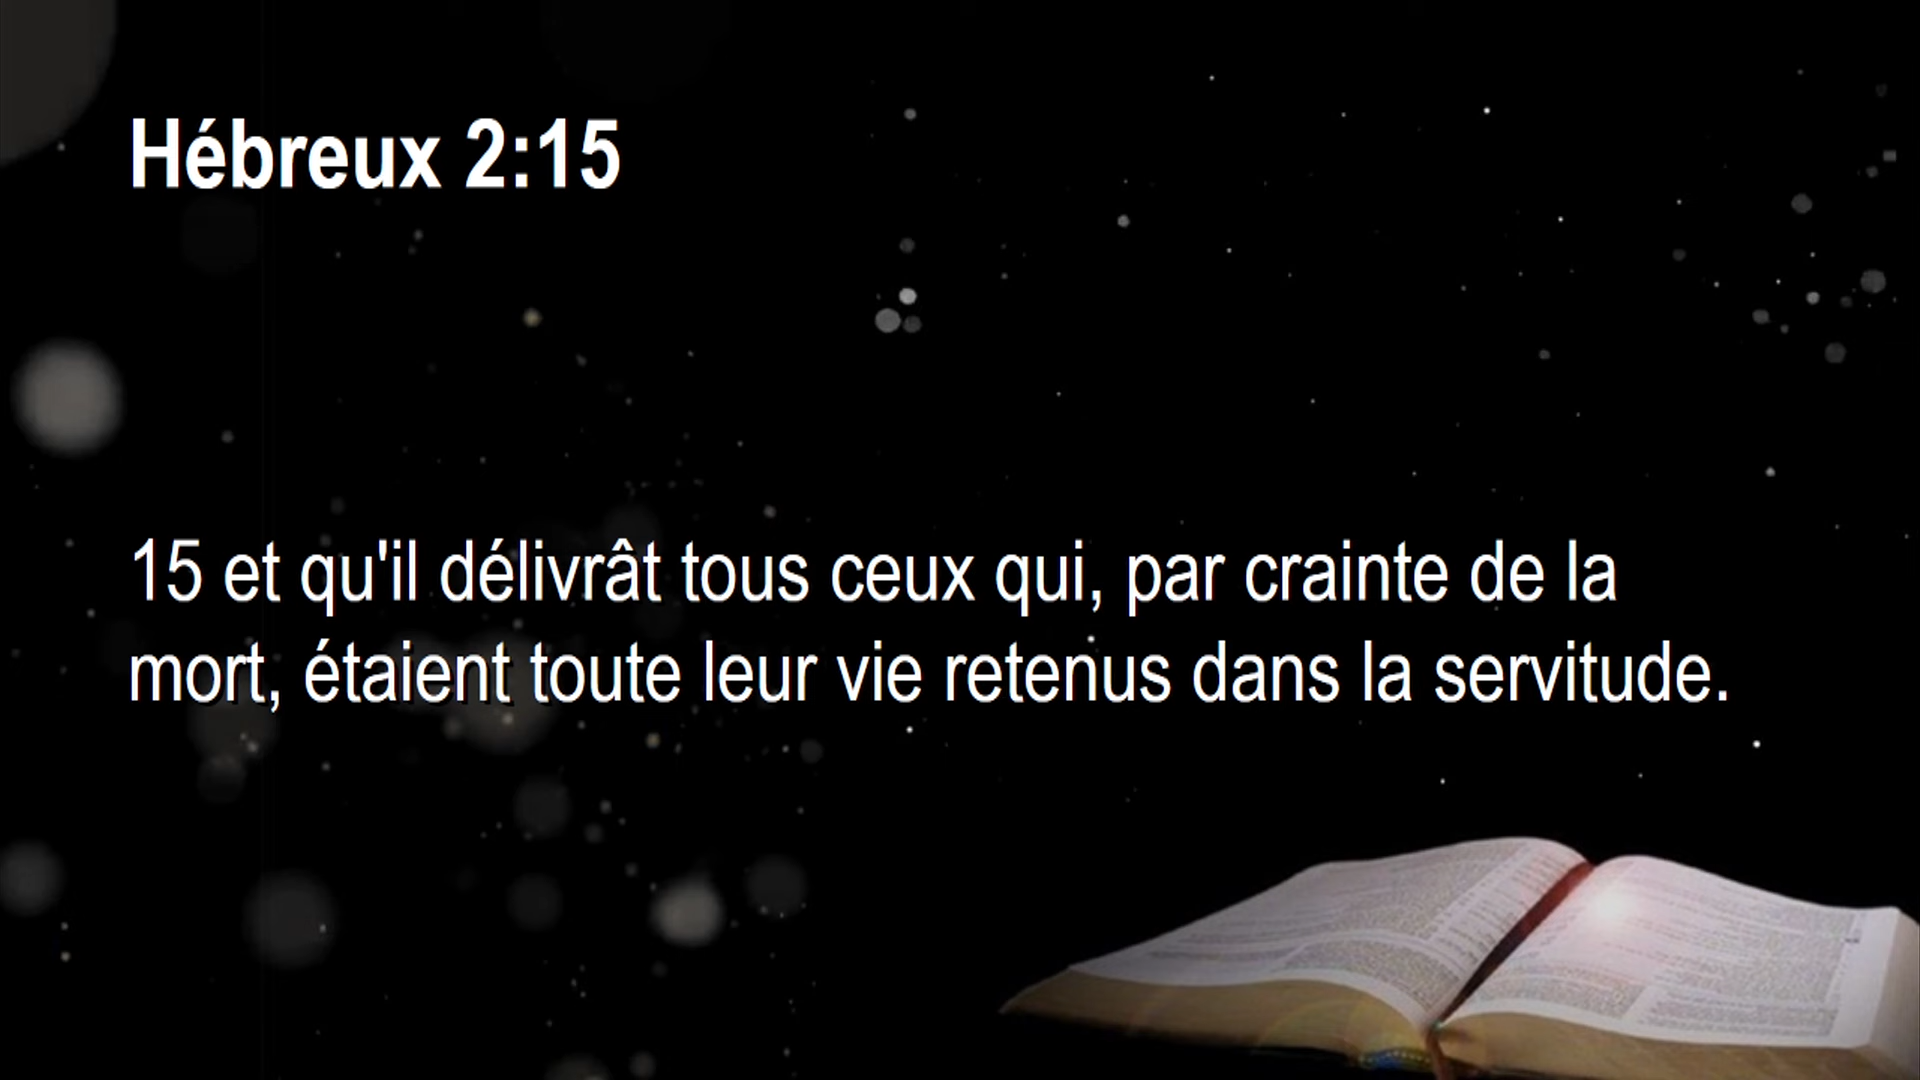 Hébreux 2:15
15 et qu'il délivrât tous ceux qui, par crainte de la
mort, étaient toute leur vie retenus dans la servitude.